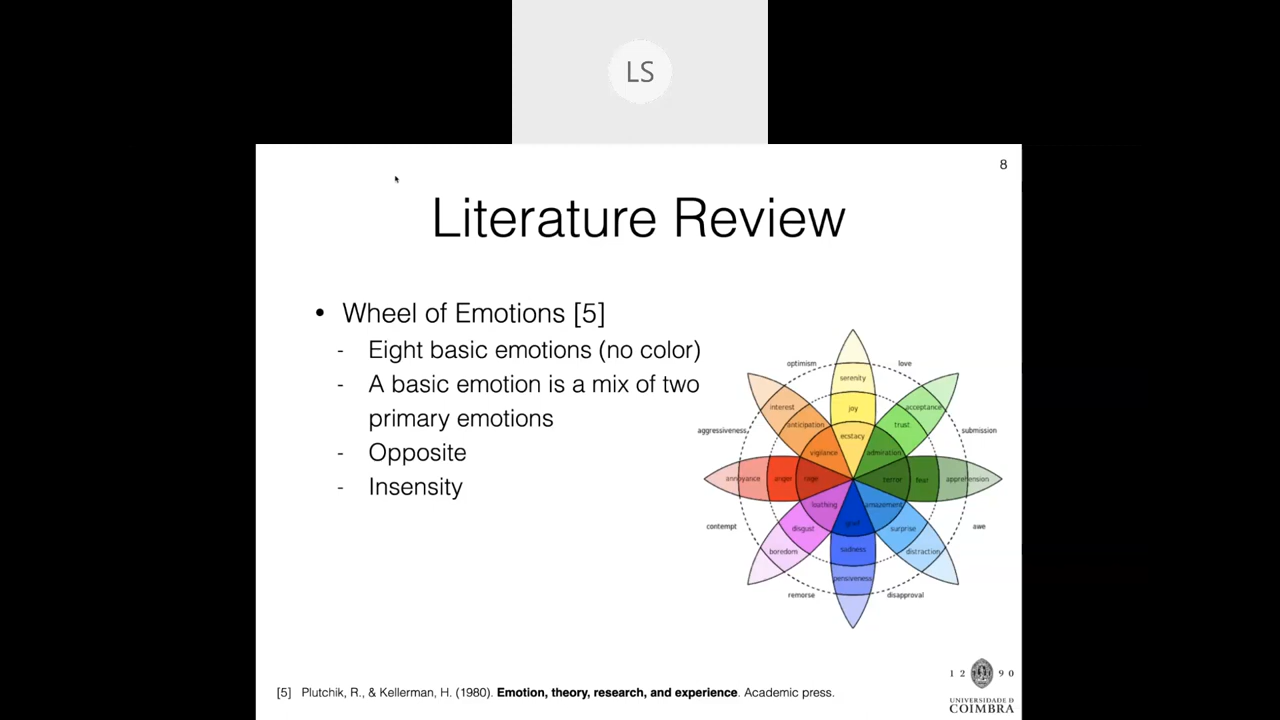 LS
8
Literature Review
• Wheel of Emotions [5]
- Eight basic emotions (no color)
- A basic emotion is a mix of two
primary emotions
- Opposite
- Insensity
optimism
love
serenity
interest
joy
acceptance
anticipation
trust
aggressiveness
submission
ecstacy
vigilance
admiration
annoyance
anger
rage
terror
fear
apprehension
loathing
amazement
grief
contempt
disgust
surprise
awe
boredom
sadness
distraction
pensiveness
remorse
disapproval
1 2 9 0
UNIVERSIDADE D
COIMBRA
[5] Plutchik, R., & Kellerman, H. (1980). Emotion, theory, research, and experience. Academic press.